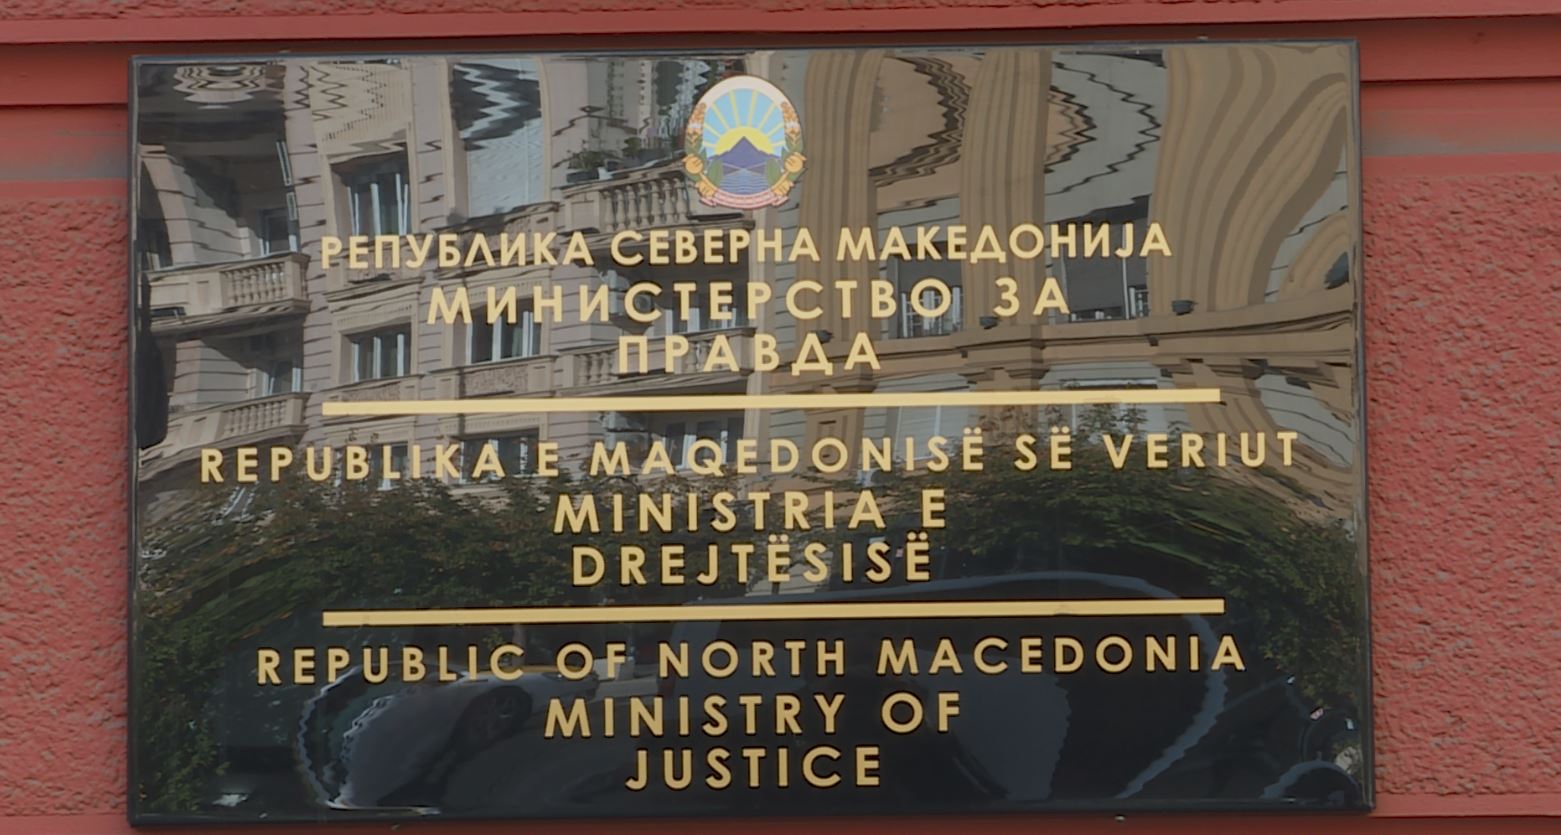 РЕПУБЛИКА СЕВЕРНА МАКЕДОНИЈА
МИНИСТЕРСТВО ЗА
ПРАВДА
REPUBLIKA E MAQEDONISË SË VERIUT
MINISTRIA E
DREJTËSISË
REPUBLIC OF NORTH MACEDONIA
MINISTRY OF
JUSTICE